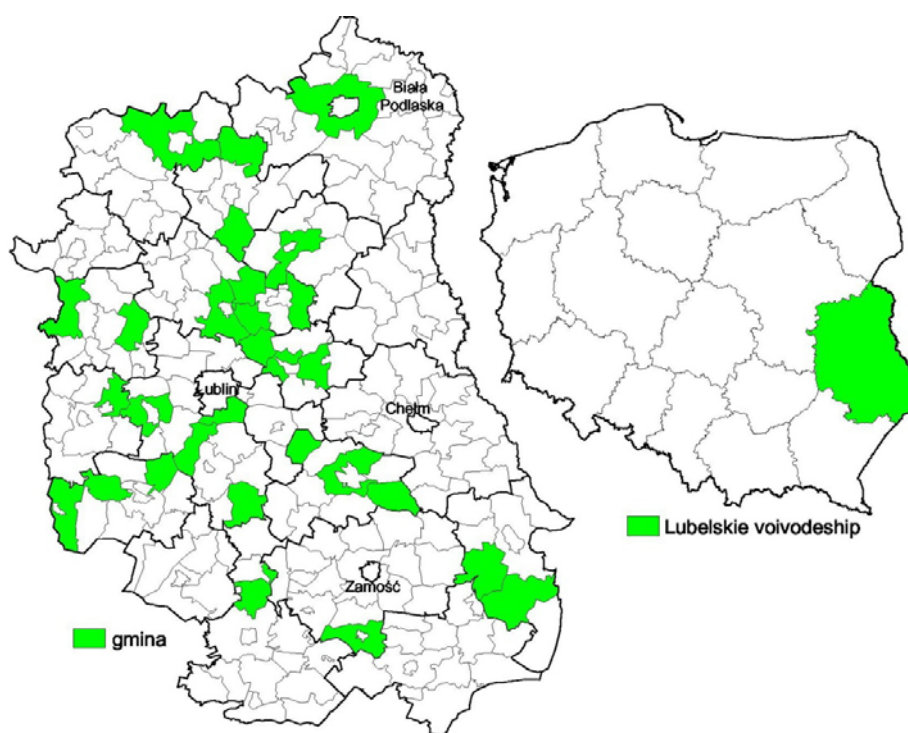 Biała
Podlaska
Lublin
Chełm
Zamość
gmina
Lubelskie voivodeship